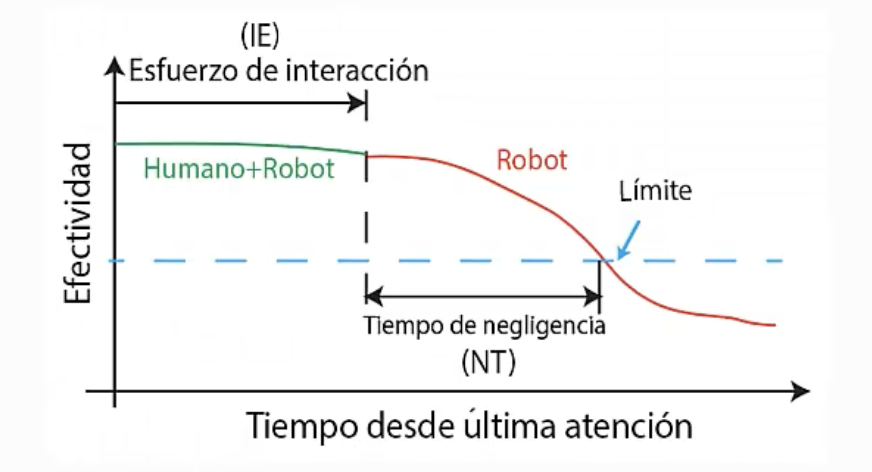 (IE)
Esfuerzo de interacción
Humano+Robot
Robot
Límite
Efectividad
Tiempo de negligencia
(NT)
Tiempo desde última atención